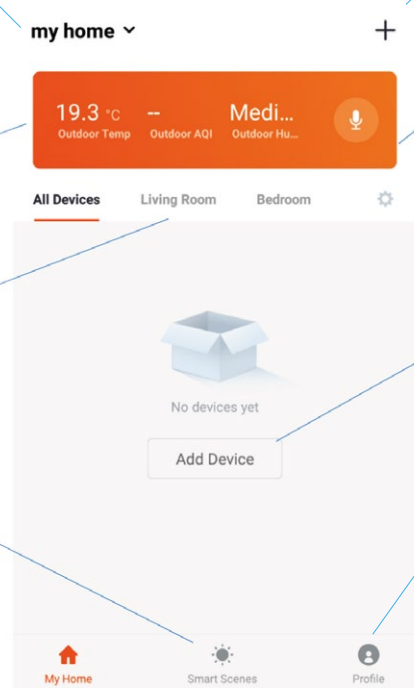 my home
19.3 °C -- Medi...
Outdoor Temp Outdoor AQI Outdoor Hu...
All Devices Living Room Bedroom
No devices yet
Add Device
My Home Smart Scenes Profile